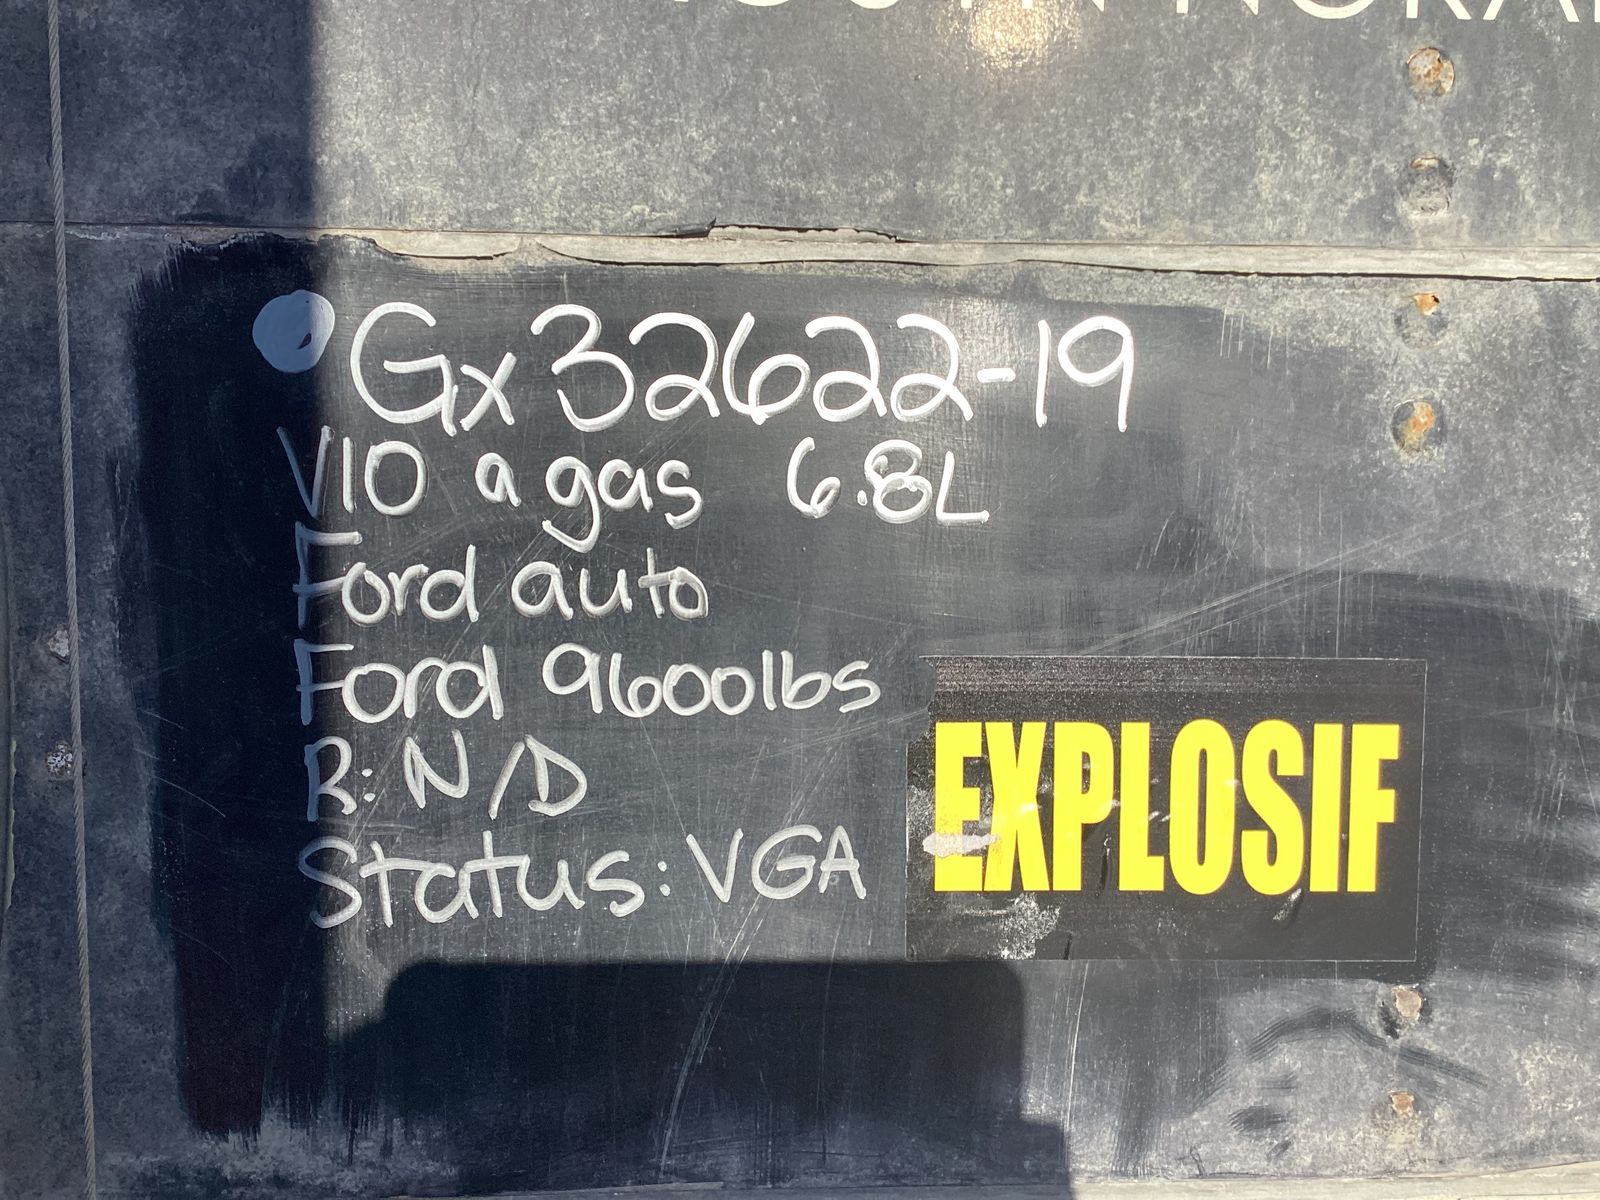 Gx32622-19
V10 a gas 6.8L
Ford auto
Ford 9600lbs
R: N/D
Status: VGA
EXPLOSIF